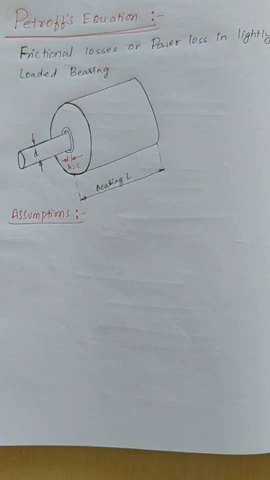 Petroff's Equation :-
Frictional losses or Power loss in lightly
Loaded Bearing
d
h=c
Bearing L
Assumptions :-